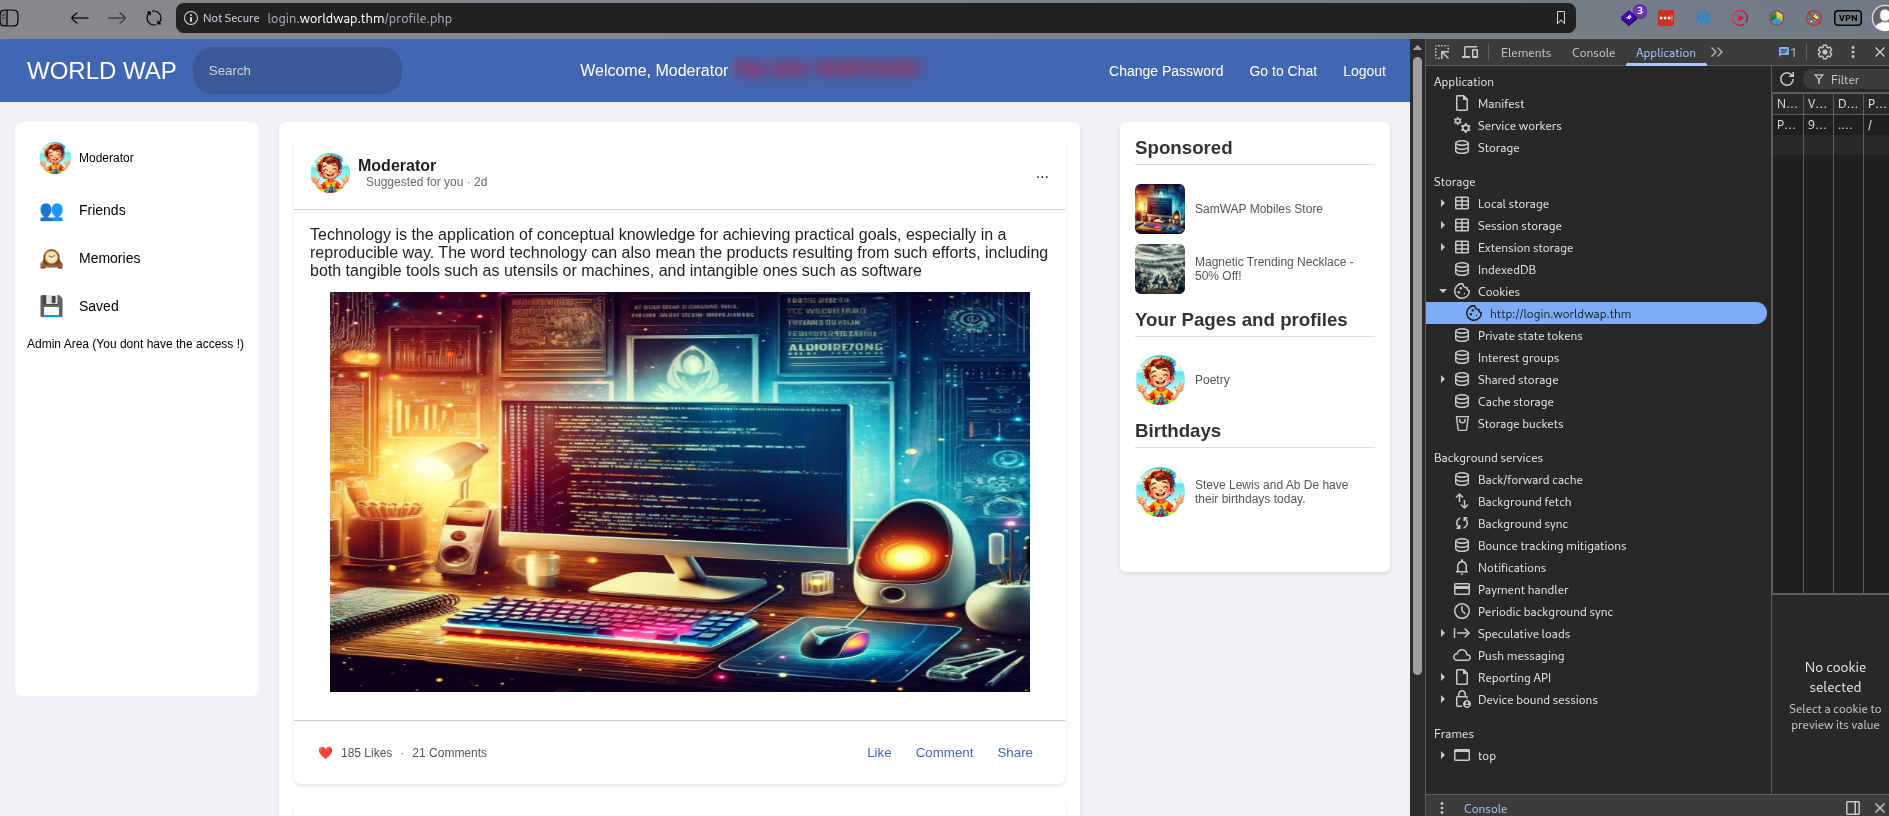 Not Secure login.worldwap.thm/profile.php
3
VPN
WORLD WAP
Search
Welcome, Moderator
Change Password
Go to Chat
Logout
Moderator
Friends
Memories
Saved
Admin Area (You dont have the access !)
Moderator
Suggested for you · 2d
...
Technology is the application of conceptual knowledge for achieving practical goals, especially in a
reproducible way. The word technology can also mean the products resulting from such efforts, including
both tangible tools such as utensils or machines, and intangible ones such as software
185 Likes · 21 Comments
Like
Comment
Share
Sponsored
SamWAP Mobiles Store
Magnetic Trending Necklace -
50% Off!
Your Pages and profiles
Poetry
Birthdays
Steve Lewis and Ab De have
their birthdays today.
Elements
Console
Application
1
Application
Manifest
Service workers
Storage
Storage
Local storage
Session storage
Extension storage
IndexedDB
Cookies
http://login.worldwap.thm
Private state tokens
Interest groups
Shared storage
Cache storage
Storage buckets
Background services
Back/forward cache
Background fetch
Background sync
Bounce tracking mitigations
Notifications
Payment handler
Periodic background sync
Speculative loads
Push messaging
Reporting API
Device bound sessions
Frames
top
Filter
N... V... D... P...
P... 9... .... /
No cookie
selected
Select a cookie to
preview its value
Console